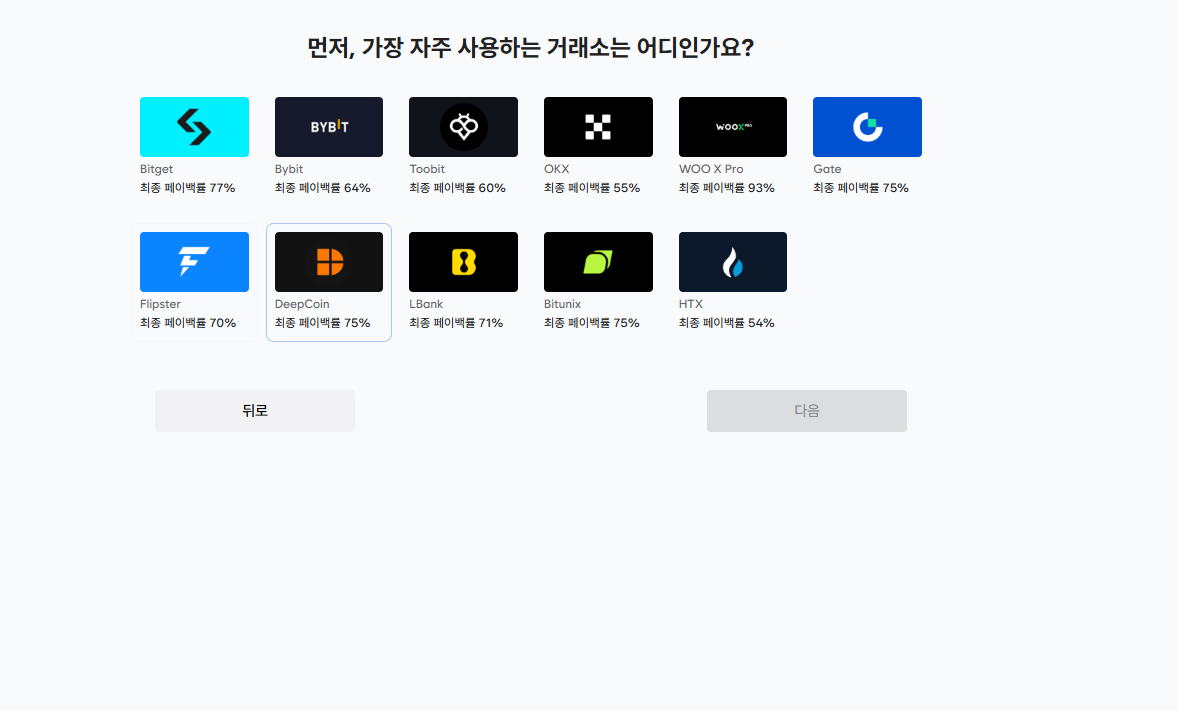 먼저, 가장 자주 사용하는 거래소는 어디인가요?
BYBIT
WOOX PRO
Bitget
Bybit
Toobit
OKX
WOO X Pro
Gate
최종 페이백률 77%
최종 페이백률 64%
최종 페이백률 60%
최종 페이백률 55%
최종 페이백률 93%
최종 페이백률 75%
Flipster
DeepCoin
LBank
Bitunix
HTX
최종 페이백률 70%
최종 페이백률 75%
최종 페이백률 71%
최종 페이백률 75%
최종 페이백률 54%
뒤로
다음